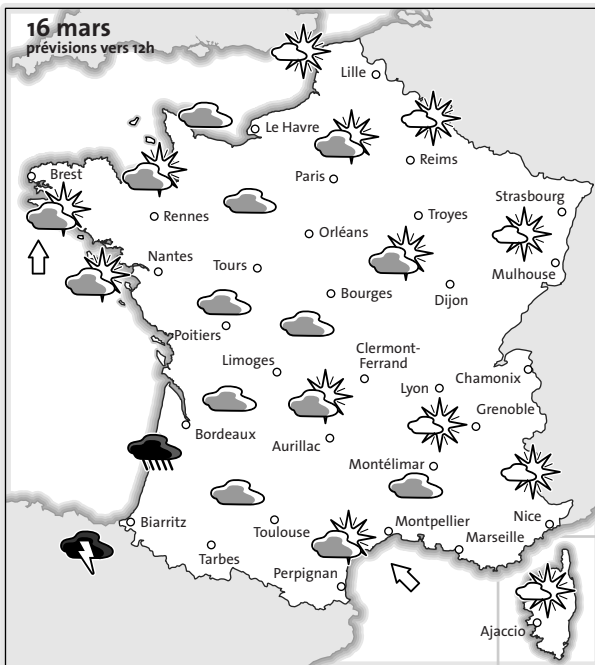 16 mars
prévisions vers 12h
Lille
Le Havre
Reims
Paris
Brest
Strasbourg
Rennes
Troyes
Orléans
Nantes
Tours
Mulhouse
Bourges
Dijon
Poitiers
Limoges
Clermont-
Ferrand
Chamonix
Lyon
Grenoble
Bordeaux
Aurillac
Montélimar
Biarritz
Toulouse
Montpellier
Nice
Marseille
Tarbes
Perpignan
Ajaccio